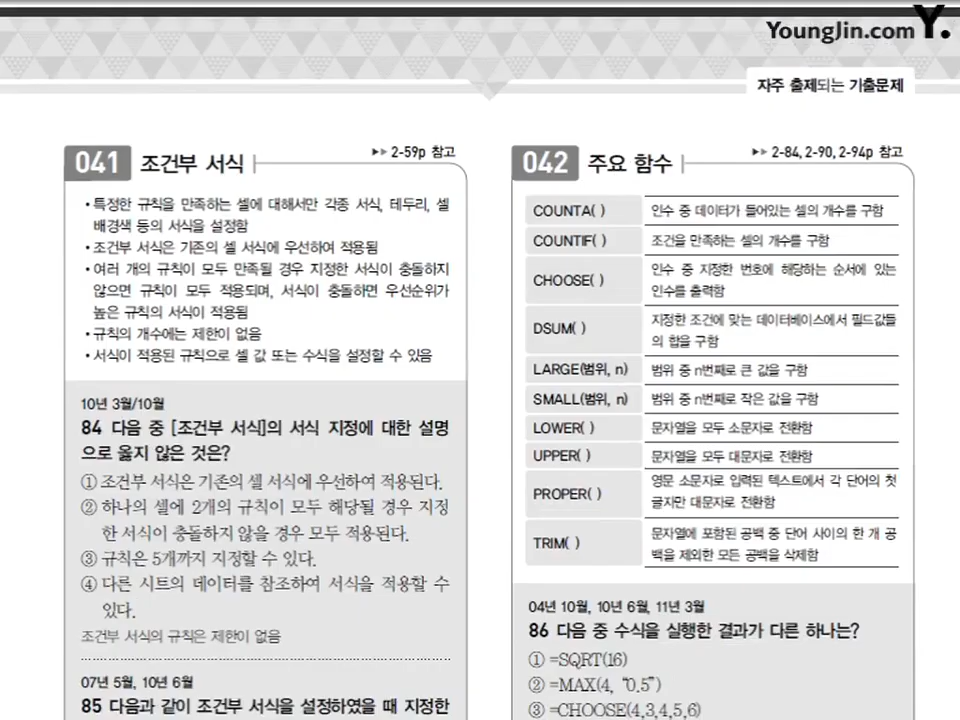 YoungJin.com Y.
자주 출제되는 기출문제
041 조건부 서식 ▶▶ 2-59p 참고
• 특정한 규칙을 만족하는 셀에 대해서만 각종 서식, 테두리, 셀
배경색 등의 서식을 설정함
• 조건부 서식은 기존의 셀 서식에 우선하여 적용됨
• 여러 개의 규칙이 모두 만족될 경우 지정한 서식이 충돌하지
않으면 규칙이 모두 적용되며, 서식이 충돌하면 우선순위가
높은 규칙의 서식이 적용됨
• 규칙의 개수에는 제한이 없음
• 서식이 적용된 규칙으로 셀 값 또는 수식을 설정할 수 있음
10년 3월/10월
84 다음 중 [조건부 서식]의 서식 지정에 대한 설명
으로 옳지 않은 것은?
① 조건부 서식은 기존의 셀 서식에 우선하여 적용된다.
② 하나의 셀에 2개의 규칙이 모두 해당될 경우 지정
한 서식이 충돌하지 않을 경우 모두 적용된다.
③ 규칙은 5개까지 지정할 수 있다.
④ 다른 시트의 데이터를 참조하여 서식을 적용할 수
있다.
조건부 서식의 규칙은 제한이 없음
07년 5월, 10년 6월
85 다음과 같이 조건부 서식을 설정하였을 때 지정한
042 주요 함수 ▶▶ 2-84, 2-90, 2-94p 참고
COUNTA( ) 인수 중 데이터가 들어있는 셀의 개수를 구함
COUNTIF( ) 조건을 만족하는 셀의 개수를 구함
CHOOSE( ) 인수 중 지정한 번호에 해당하는 순서에 있는
인수를 출력함
DSUM( ) 지정한 조건에 맞는 데이터베이스에서 필드값들
의 합을 구함
LARGE(범위, n) 범위 중 n번째로 큰 값을 구함
SMALL(범위, n) 범위 중 n번째로 작은 값을 구함
LOWER( ) 문자열을 모두 소문자로 전환함
UPPER( ) 문자열을 모두 대문자로 전환함
PROPER( ) 영문 소문자로 입력된 텍스트에서 각 단어의 첫
글자만 대문자로 전환함
TRIM( ) 문자열에 포함된 공백 중 단어 사이의 한 개 공
백을 제외한 모든 공백을 삭제함
04년 10월, 10년 6월, 11년 3월
86 다음 중 수식을 실행한 결과가 다른 하나는?
① =SQRT(16)
② =MAX(4, “0.5”)
③ =CHOOSE(4,3,4,5,6)